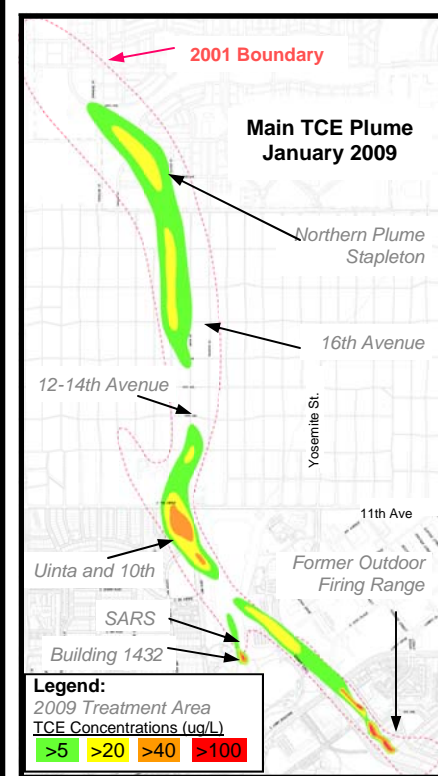 2001 Boundary
Main TCE Plume
January 2009
Northern Plume
Stapleton
16th Avenue
12-14th Avenue
Yosemite St.
11th Ave
Uinta and 10th
Former Outdoor
Firing Range
SARS
Building 1432
Legend:
2009 Treatment Area
TCE Concentrations (ug/L)
>5 >20 >40 >100